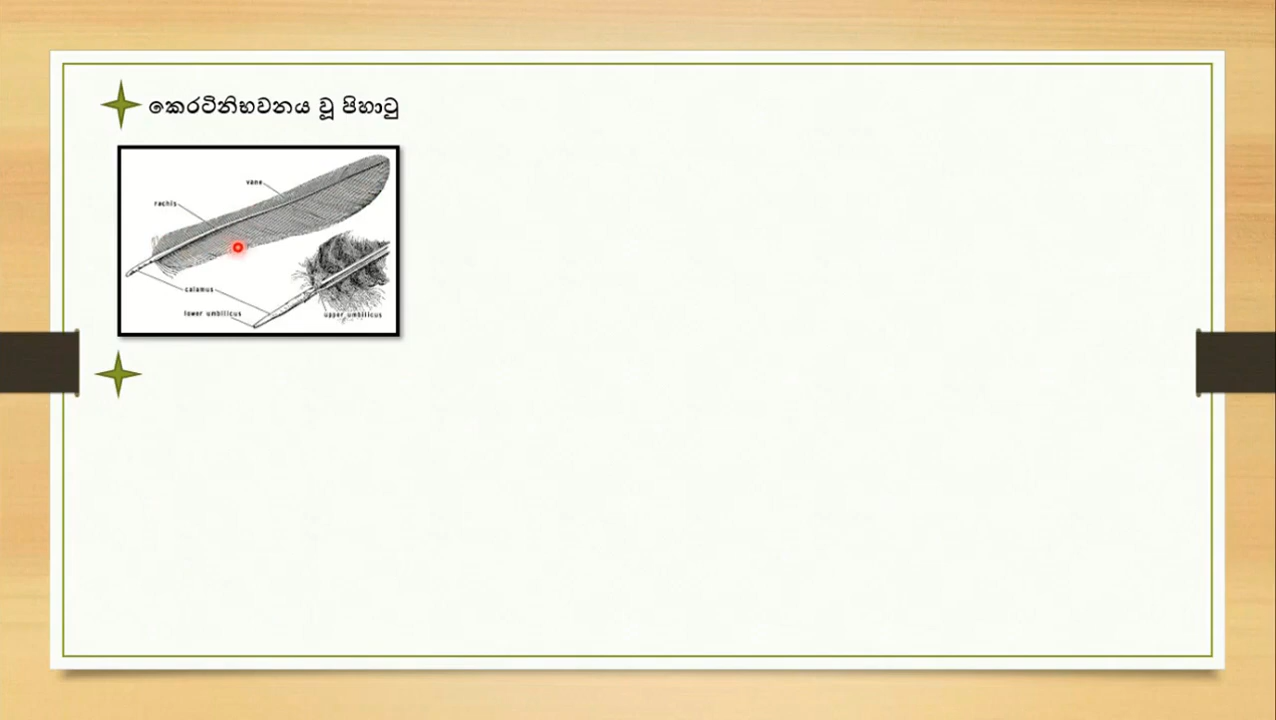 කෙරටිනිභවනය වූ පිහාටු
vane
rachis
calamus
lower umbilicus
upper umbilicus